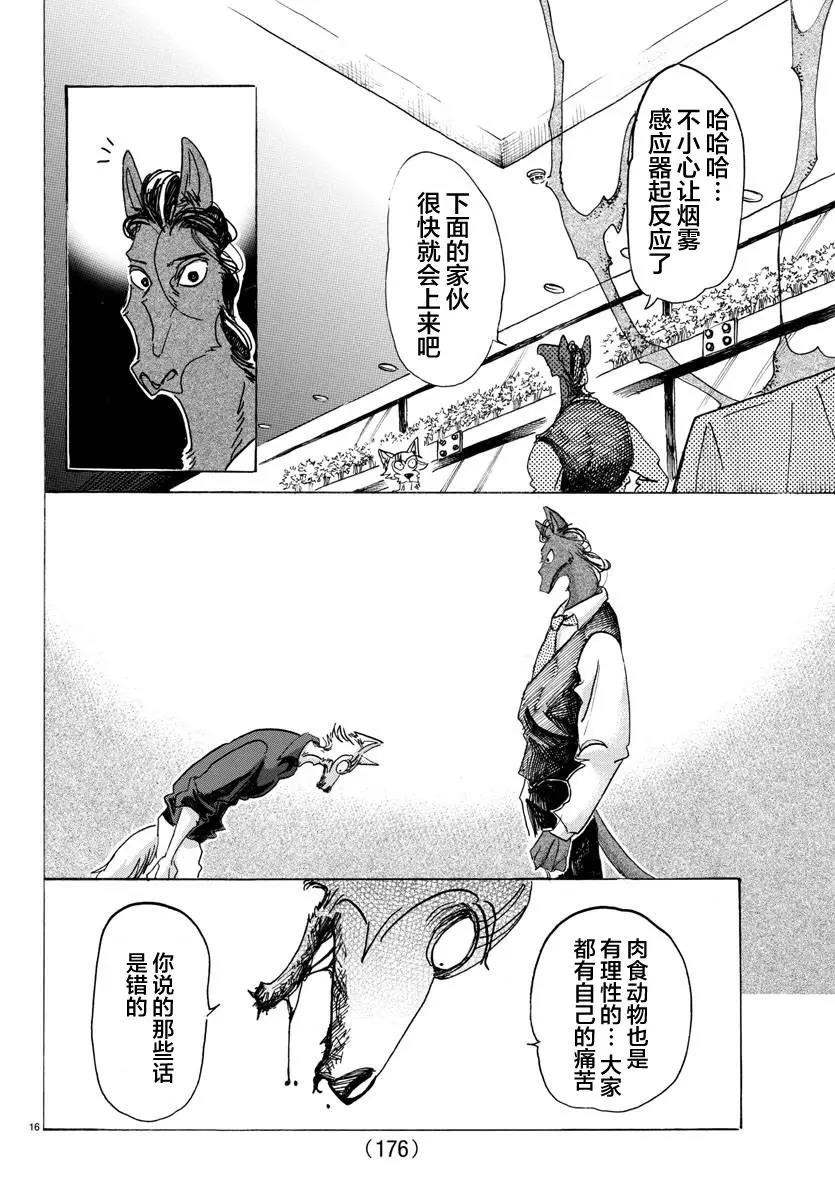 哈哈哈…
不小心让烟雾
感应器起反应了
下面的家伙
很快就会上来吧
肉食动物也是
有理性的…大家
都有自己的痛苦
你说的那些话
是错的
16
(176)